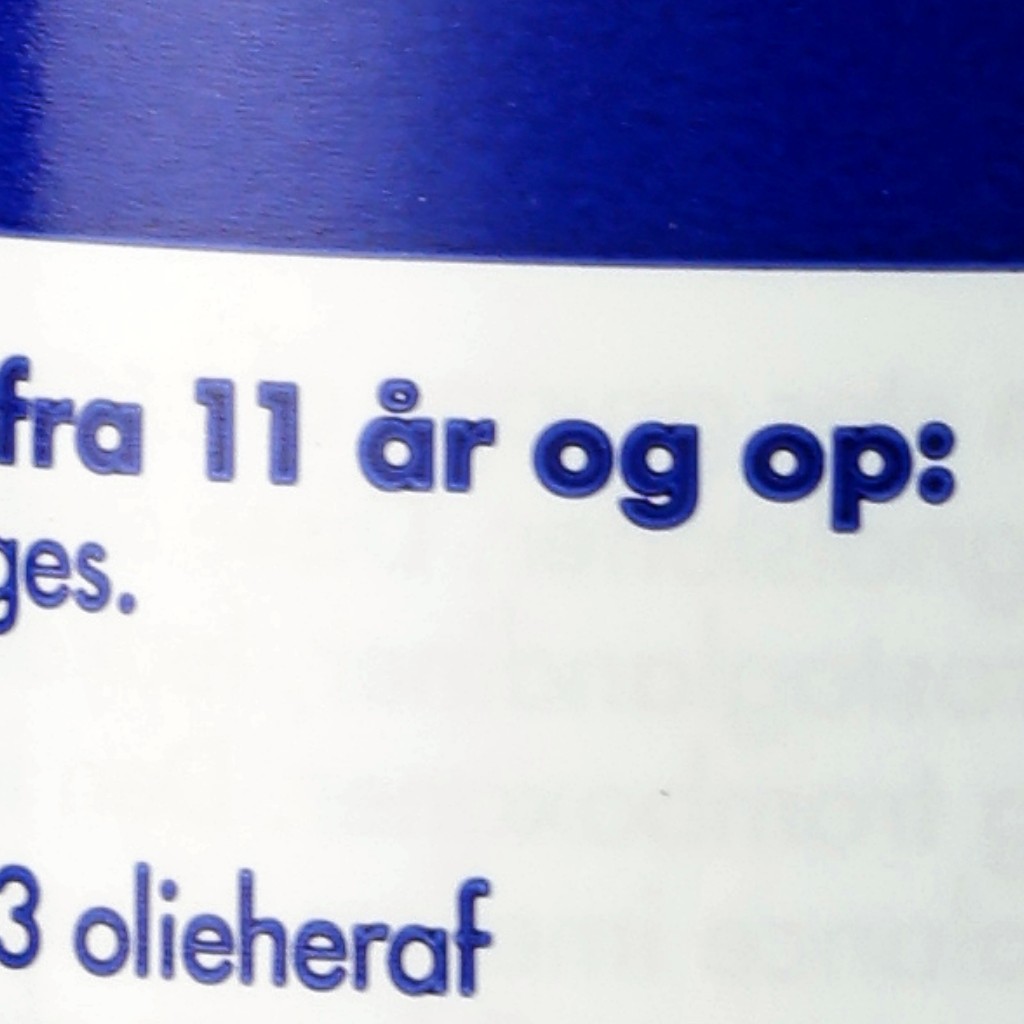 fra 11 år og op:
ges.
3 olieheraf